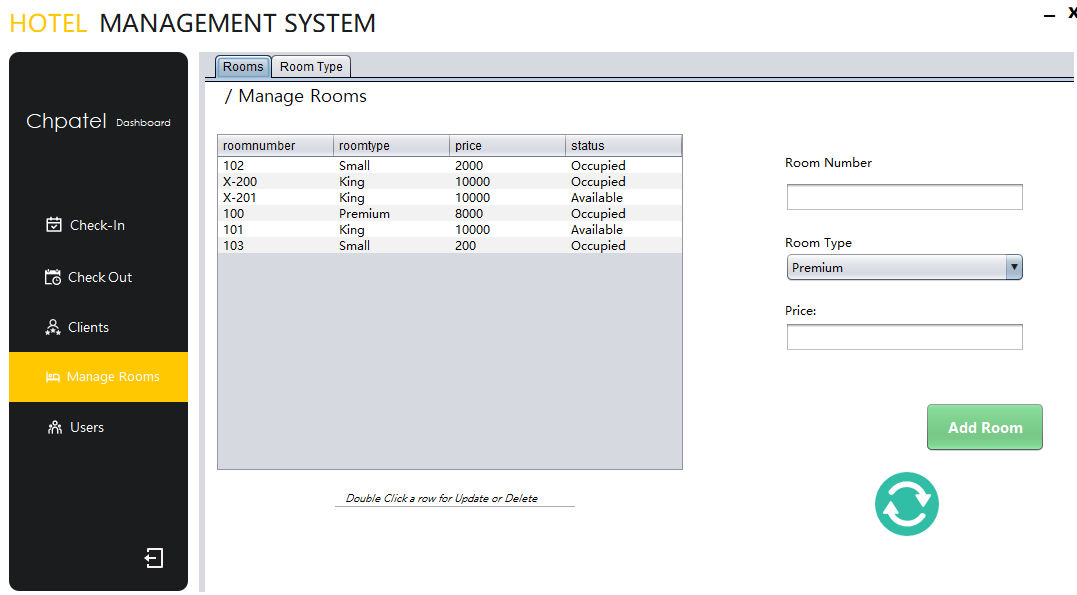 HOTEL MANAGEMENT SYSTEM
Chpatel Dashboard
Check-In
Check Out
Clients
Manage Rooms
Users
Rooms Room Type
/ Manage Rooms
roomnumber roomtype price status
102 Small 2000 Occupied
X-200 King 10000 Occupied
X-201 King 10000 Available
100 Premium 8000 Occupied
101 King 10000 Available
103 Small 200 Occupied
Double Click a row for Update or Delete
Room Number
Room Type
Premium
Price:
Add Room